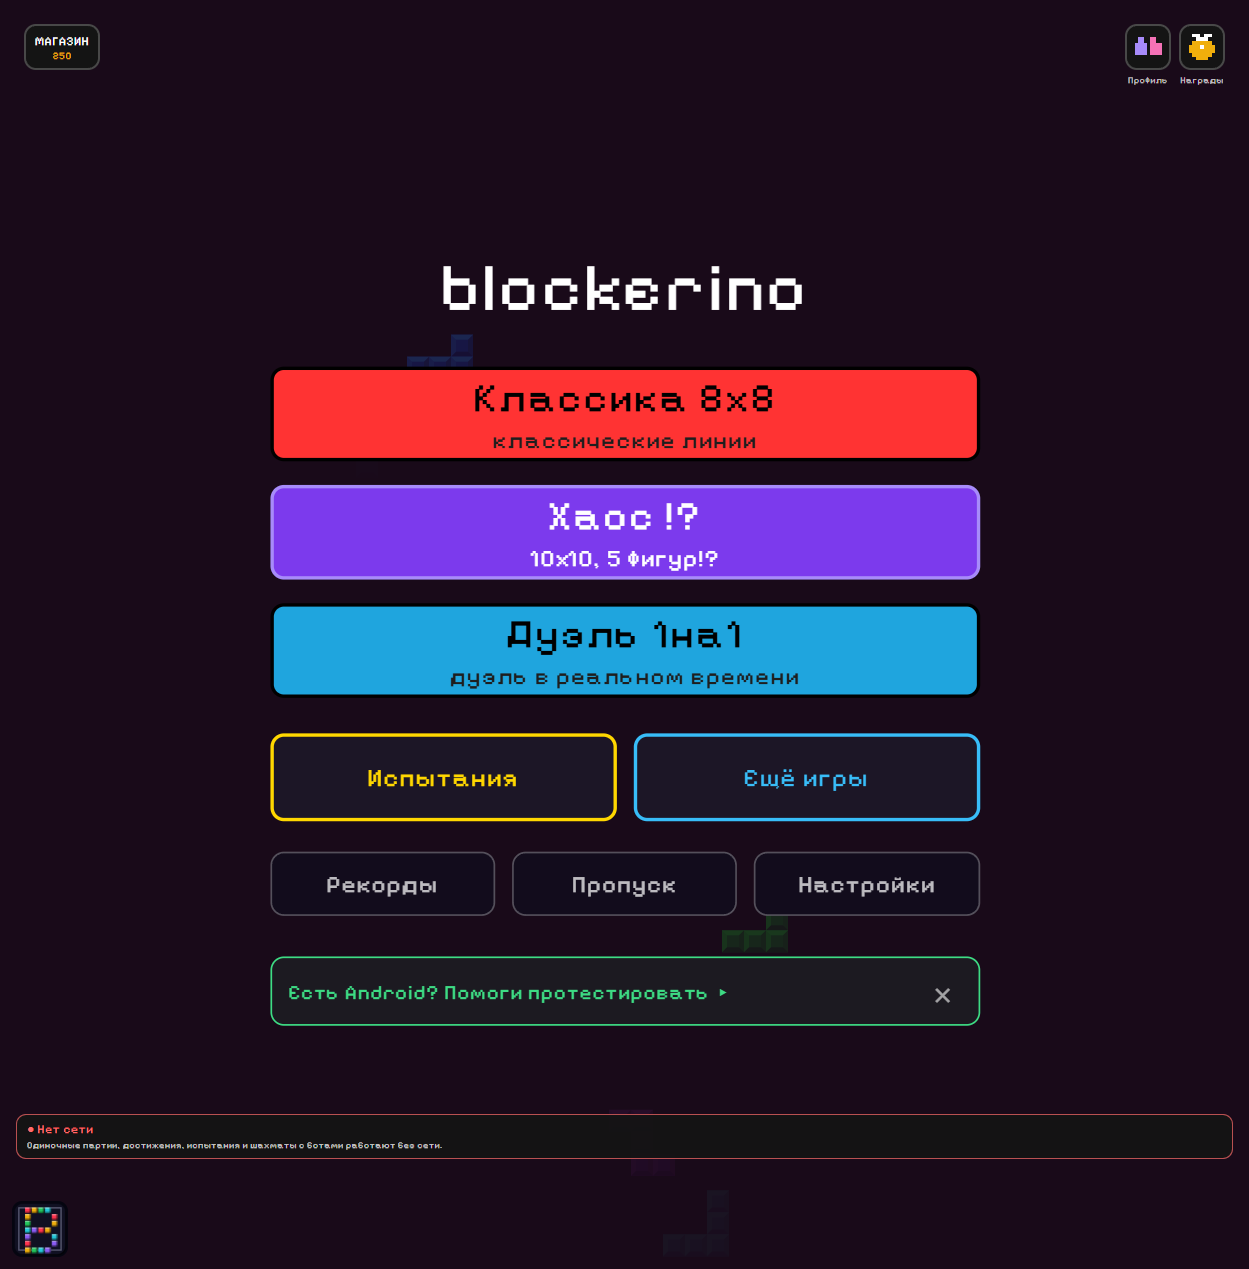 МАГАЗИН
850
Профиль
Награды
blockerino
Классика 8x8
классические линии
Хаос !?
10x10, 5 Фигур!?
Дуэль 1на1
дуэль в реальном времени
Испытания
Ещё игры
Рекорды
Пропуск
Настройки
Есть Android? Помоги протестировать ▸
×
● Нет сети
Одиночные партии, достижения, испытания и шахматы с ботами работают без сети.